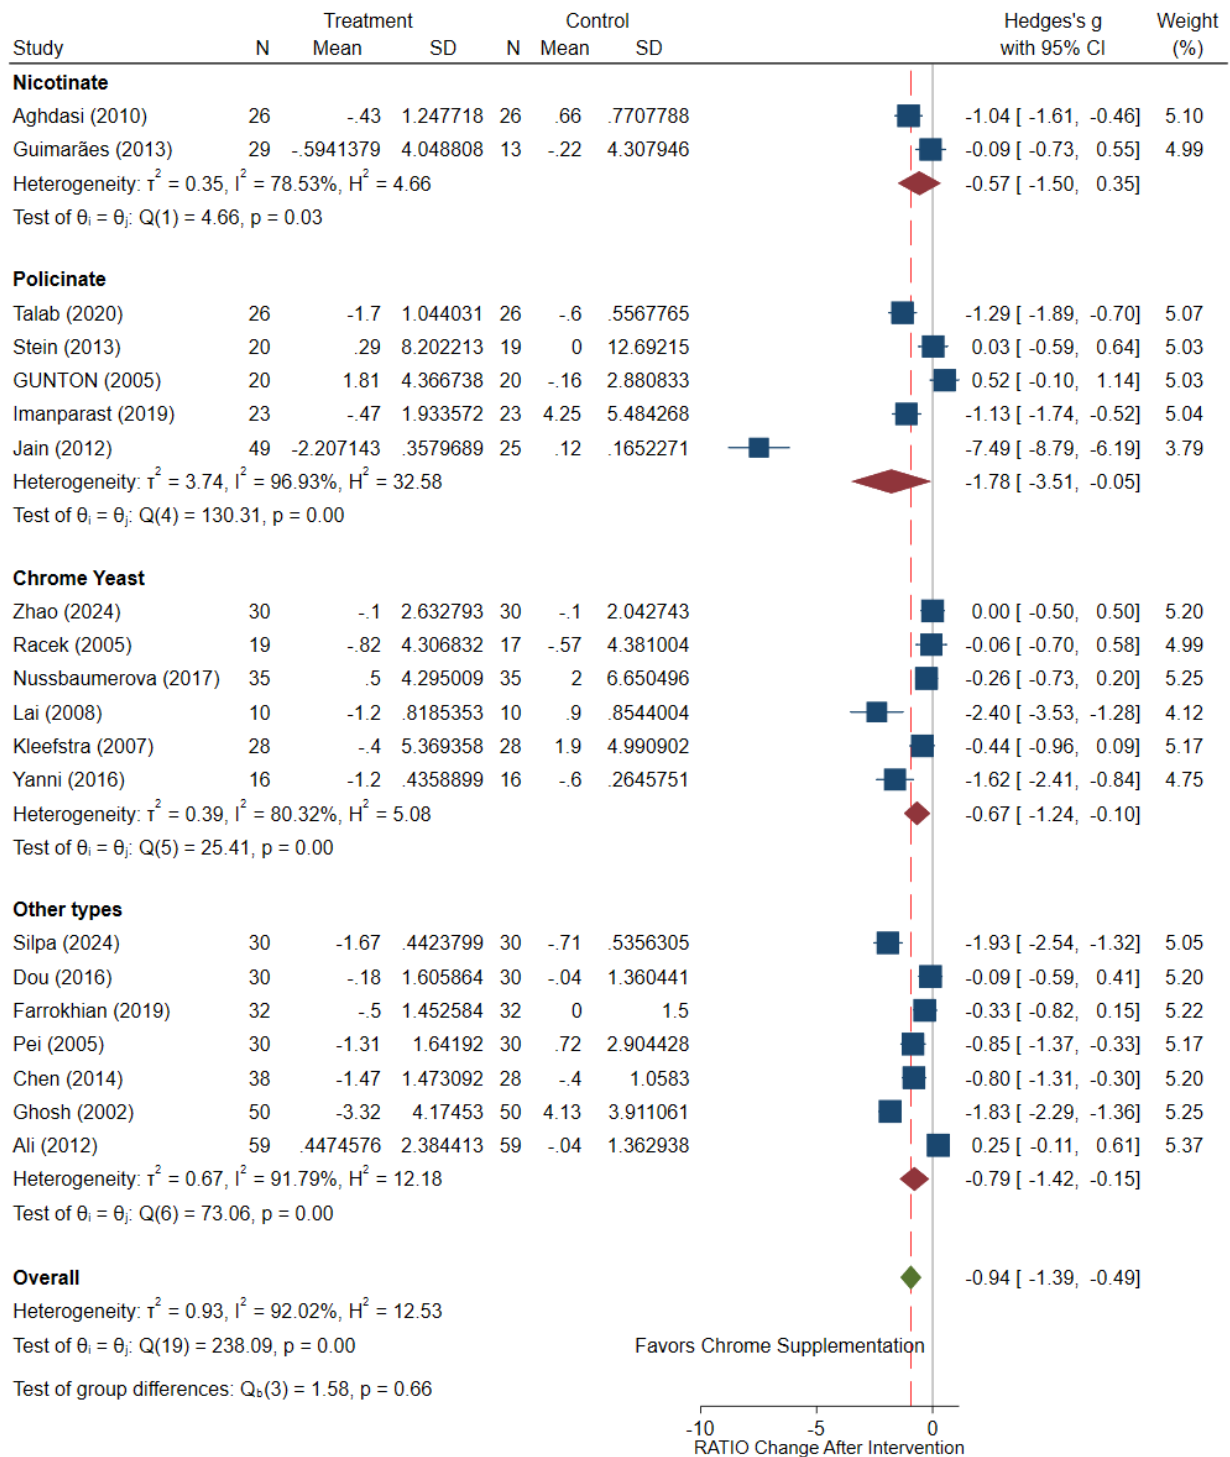 Treatment Control Hedges's g Weight
Study N Mean SD N Mean SD with 95% CI (%)
Nicotinate
Aghdasi (2010) 26 -.43 1.247718 26 .66 .7707788 -1.04 [ -1.61, -0.46] 5.10
Guimarães (2013) 29 -.5941379 4.048808 13 -.22 4.307946 -0.09 [ -0.73, 0.55] 4.99
Heterogeneity: τ² = 0.35, I² = 78.53%, H² = 4.66 -0.57 [ -1.50, 0.35]
Test of θᵢ = θⱼ: Q(1) = 4.66, p = 0.03
Policinate
Talab (2020) 26 -1.7 1.044031 26 -.6 .5567765 -1.29 [ -1.89, -0.70] 5.07
Stein (2013) 20 .29 8.202213 19 0 12.69215 0.03 [ -0.59, 0.64] 5.03
GUNTON (2005) 20 1.81 4.366738 20 -.16 2.880833 0.52 [ -0.10, 1.14] 5.03
Imanparast (2019) 23 -.47 1.933572 23 4.25 5.484268 -1.13 [ -1.74, -0.52] 5.04
Jain (2012) 49 -2.207143 .3579689 25 .12 .1652271 -7.49 [ -8.79, -6.19] 3.79
Heterogeneity: τ² = 3.74, I² = 96.93%, H² = 32.58 -1.78 [ -3.51, -0.05]
Test of θᵢ = θⱼ: Q(4) = 130.31, p = 0.00
Chrome Yeast
Zhao (2024) 30 -.1 2.632793 30 -.1 2.042743 0.00 [ -0.50, 0.50] 5.20
Racek (2005) 19 -.82 4.306832 17 -.57 4.381004 -0.06 [ -0.70, 0.58] 4.99
Nussbaumerova (2017) 35 .5 4.295009 35 2 6.650496 -0.26 [ -0.73, 0.20] 5.25
Lai (2008) 10 -1.2 .8185353 10 .9 .8544004 -2.40 [ -3.53, -1.28] 4.12
Kleefstra (2007) 28 -.4 5.369358 28 1.9 4.990902 -0.44 [ -0.96, 0.09] 5.17
Yanni (2016) 16 -1.2 .4358899 16 -.6 .2645751 -1.62 [ -2.41, -0.84] 4.75
Heterogeneity: τ² = 0.39, I² = 80.32%, H² = 5.08 -0.67 [ -1.24, -0.10]
Test of θᵢ = θⱼ: Q(5) = 25.41, p = 0.00
Other types
Silpa (2024) 30 -1.67 .4423799 30 -.71 .5356305 -1.93 [ -2.54, -1.32] 5.05
Dou (2016) 30 -.18 1.605864 30 -.04 1.360441 -0.09 [ -0.59, 0.41] 5.20
Farrokhian (2019) 32 -.5 1.452584 32 0 1.5 -0.33 [ -0.82, 0.15] 5.22
Pei (2005) 30 -1.31 1.64192 30 .72 2.904428 -0.85 [ -1.37, -0.33] 5.17
Chen (2014) 38 -1.47 1.473092 28 -.4 1.0583 -0.80 [ -1.31, -0.30] 5.20
Ghosh (2002) 50 -3.32 4.17453 50 4.13 3.911061 -1.83 [ -2.29, -1.36] 5.25
Ali (2012) 59 .4474576 2.384413 59 -.04 1.362938 0.25 [ -0.11, 0.61] 5.37
Heterogeneity: τ² = 0.67, I² = 91.79%, H² = 12.18 -0.79 [ -1.42, -0.15]
Test of θᵢ = θⱼ: Q(6) = 73.06, p = 0.00
Overall -0.94 [ -1.39, -0.49]
Heterogeneity: τ² = 0.93, I² = 92.02%, H² = 12.53
Test of θᵢ = θⱼ: Q(19) = 238.09, p = 0.00 Favors Chrome Supplementation
Test of group differences: Q_b(3) = 1.58, p = 0.66
-10 -5 0
RATIO Change After Intervention